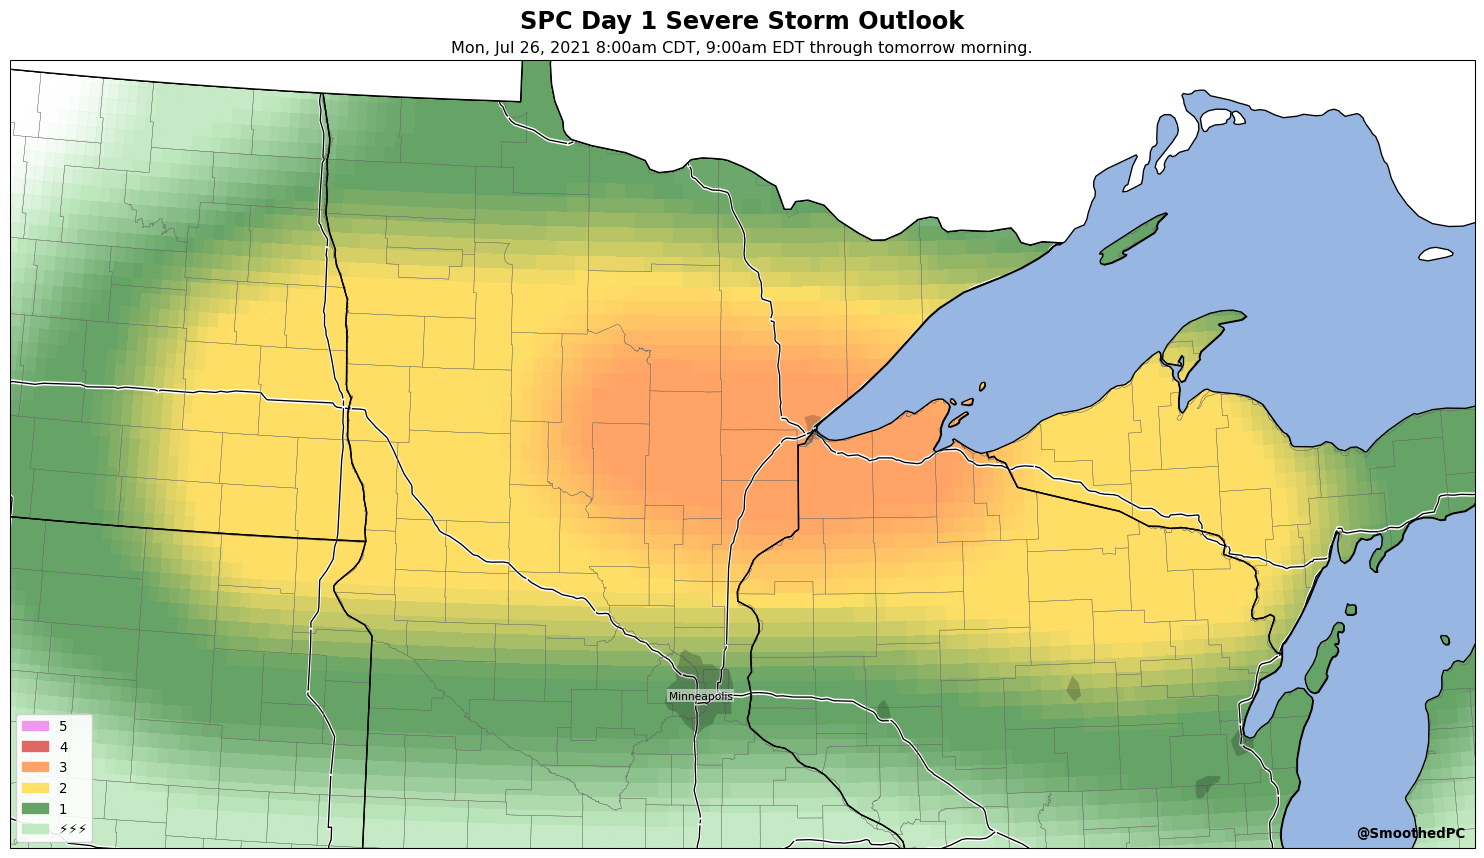 SPC Day 1 Severe Storm Outlook
Mon, Jul 26, 2021 8:00am CDT, 9:00am EDT through tomorrow morning.
Minneapolis
5
4
3
2
1
⚡⚡⚡
@SmoothedPC